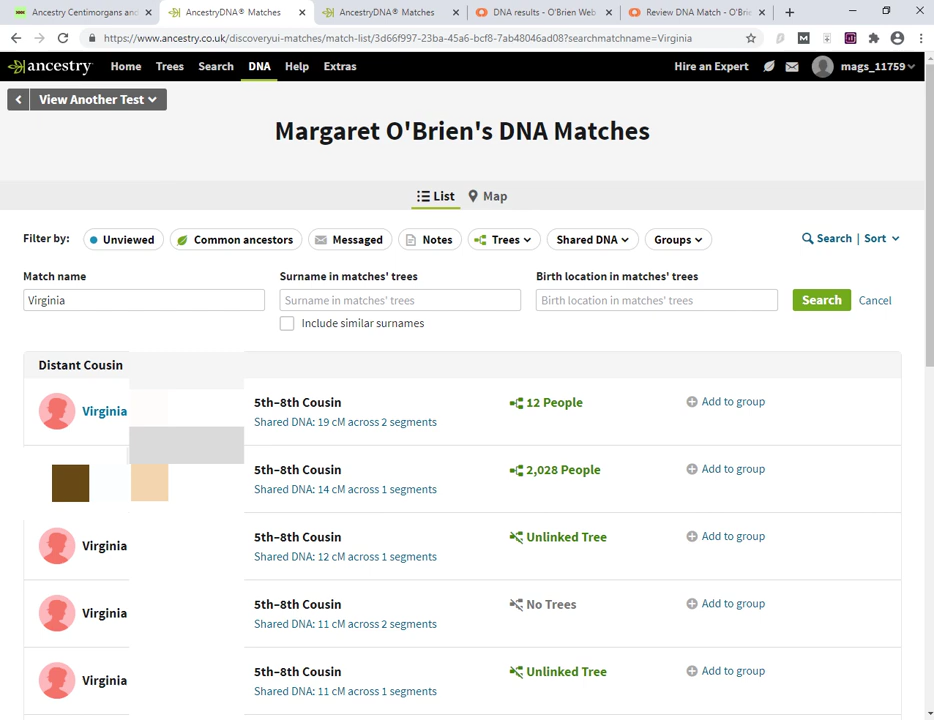 Ancestry Centimorgans and
AncestryDNA® Matches
AncestryDNA® Matches
DNA results - O'Brien Web
Review DNA Match - O'Bri
https://www.ancestry.co.uk/discoveryui-matches/match-list/3d66f997-23ba-45a6-bcf8-7ab48046ad08?searchmatchname=Virginia
ancestry Home Trees Search DNA Help Extras Hire an Expert mags_11759
View Another Test
Margaret O'Brien's DNA Matches
List Map
Filter by: Unviewed Common ancestors Messaged Notes Trees Shared DNA Groups Search | Sort
Match name Surname in matches' trees Birth location in matches' trees
Virginia Surname in matches' trees Birth location in matches' trees Search Cancel
Include similar surnames
Distant Cousin
Virginia 5th–8th Cousin 12 People Add to group
Shared DNA: 19 cM across 2 segments
5th–8th Cousin 2,028 People Add to group
Shared DNA: 14 cM across 1 segments
Virginia 5th–8th Cousin Unlinked Tree Add to group
Shared DNA: 12 cM across 1 segments
Virginia 5th–8th Cousin No Trees Add to group
Shared DNA: 11 cM across 2 segments
Virginia 5th–8th Cousin Unlinked Tree Add to group
Shared DNA: 11 cM across 1 segments